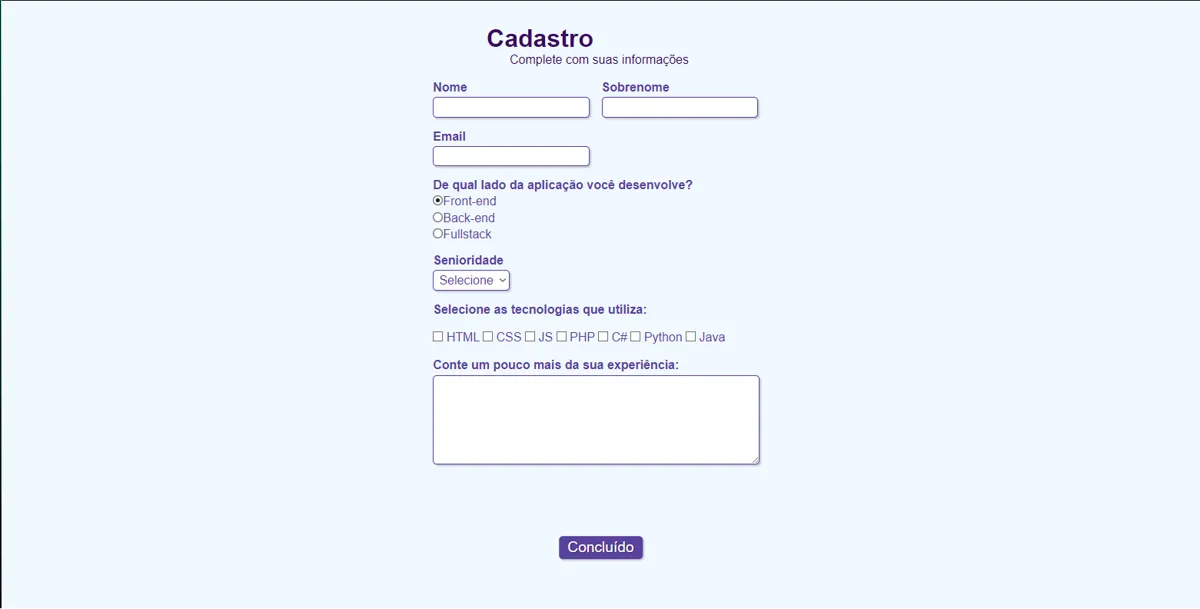 Cadastro
Complete com suas informações
Nome Sobrenome
Email
De qual lado da aplicação você desenvolve?
Front-end
Back-end
Fullstack
Senioridade
Selecione
Selecione as tecnologias que utiliza:
HTML CSS JS PHP C# Python Java
Conte um pouco mais da sua experiência:
Concluído